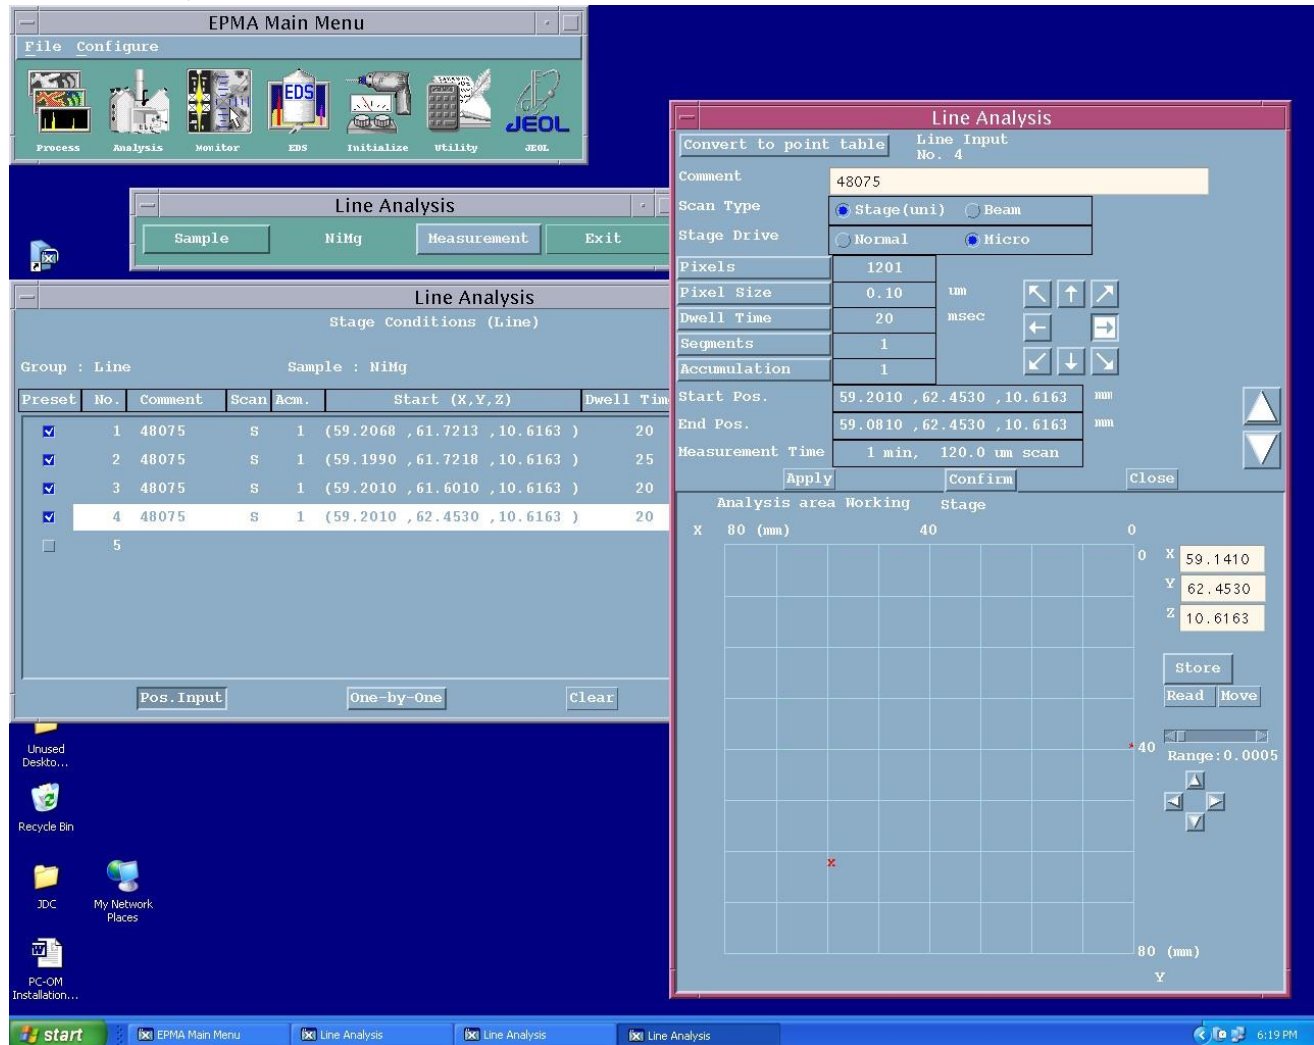 EPMA Main Menu
File Configure
EDS
JEOL
Process Analysis Monitor EDS Initialize Utility JEOL
Line Analysis
Sample NiMg Measurement Exit
Line Analysis
Stage Conditions (Line)
Group : Line Sample : NiMg
Preset No. Comment Scan Acm. Start (X,Y,Z) Dwell Tim
1 48075 S 1 (59.2068 ,61.7213 ,10.6163 ) 20
2 48075 S 1 (59.1990 ,61.7218 ,10.6163 ) 25
3 48075 S 1 (59.2010 ,61.6010 ,10.6163 ) 20
4 48075 S 1 (59.2010 ,62.4530 ,10.6163 ) 20
5
Pos.Input One-by-One Clear
Line Analysis
Convert to point table Line Input
No. 4
Comment 48075
Scan Type Stage(uni) Beam
Stage Drive Normal Micro
Pixels 1201
Pixel Size 0.10 um
Dwell Time 20 msec
Segments 1
Accumulation 1
Start Pos. 59.2010 ,62.4530 ,10.6163 mm
End Pos. 59.0810 ,62.4530 ,10.6163 mm
Measurement Time 1 min, 120.0 um scan
Apply Confirm Close
Analysis area Working Stage
X 80 (mm) 40 0
0 X 59.1410
Y 62.4530
Z 10.6163
Store
Read Move
40 Range:0.0005
x
80 (mm)
Y
Unused
Deskto...
Recycle Bin
JDC
My Network
Places
PC-OM
Installation...
start EPMA Main Menu Line Analysis Line Analysis Line Analysis 6:19 PM